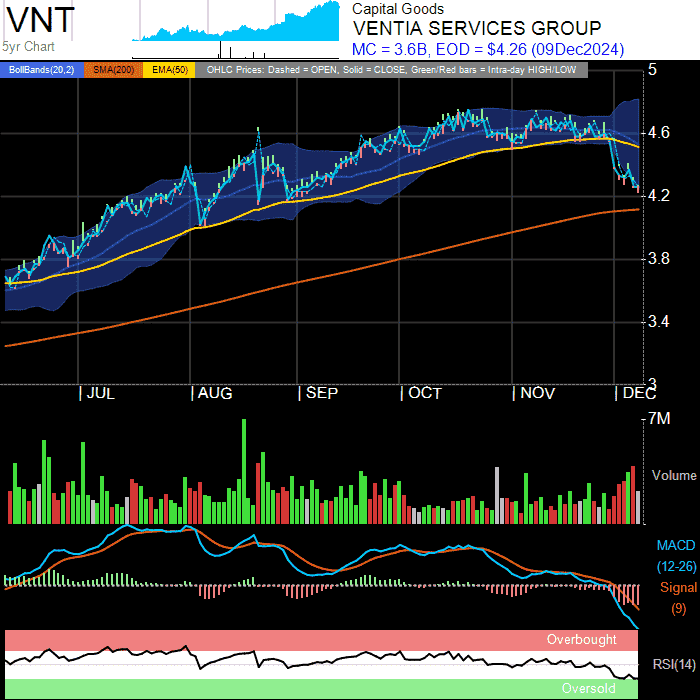 VNT
5yr Chart
Capital Goods
VENTIA SERVICES GROUP
MC = 3.6B, EOD = $4.26 (09Dec2024)
BollBands(20,2) SMA(200) EMA(50) OHLC Prices: Dashed = OPEN, Solid = CLOSE, Green/Red bars = Intra-day HIGH/LOW
5
4.6
4.2
3.8
3.4
3
JUL AUG SEP OCT NOV DEC
7M
Volume
MACD
(12-26)
Signal
(9)
Overbought
RSI(14)
Oversold